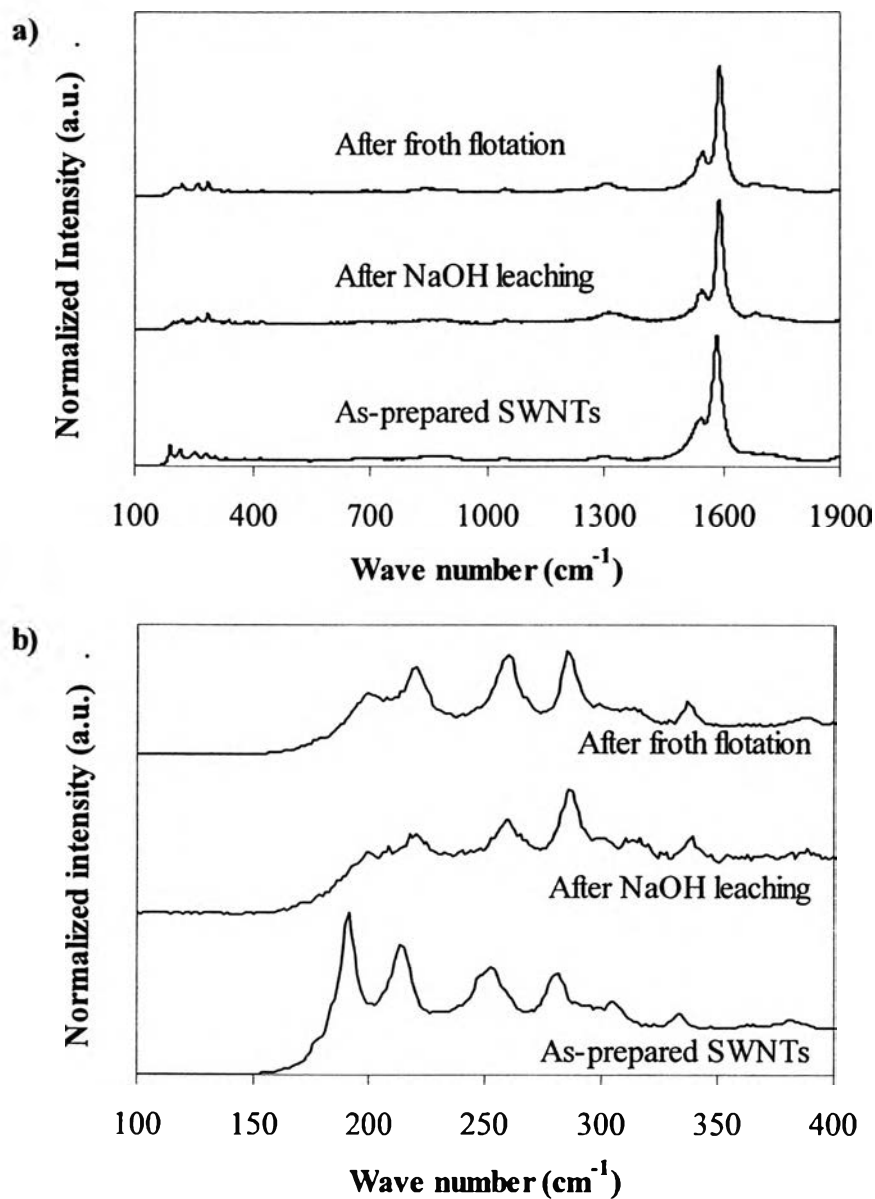 a)
Normalized Intensity (a.u.)
After froth flotation
After NaOH leaching
As-prepared SWNTs
100 400 700 1000 1300 1600 1900
Wave number (cm⁻¹)
b)
Normalized intensity (a.u.)
After froth flotation
After NaOH leaching
As-prepared SWNTs
100 150 200 250 300 350 400
Wave number (cm⁻¹)